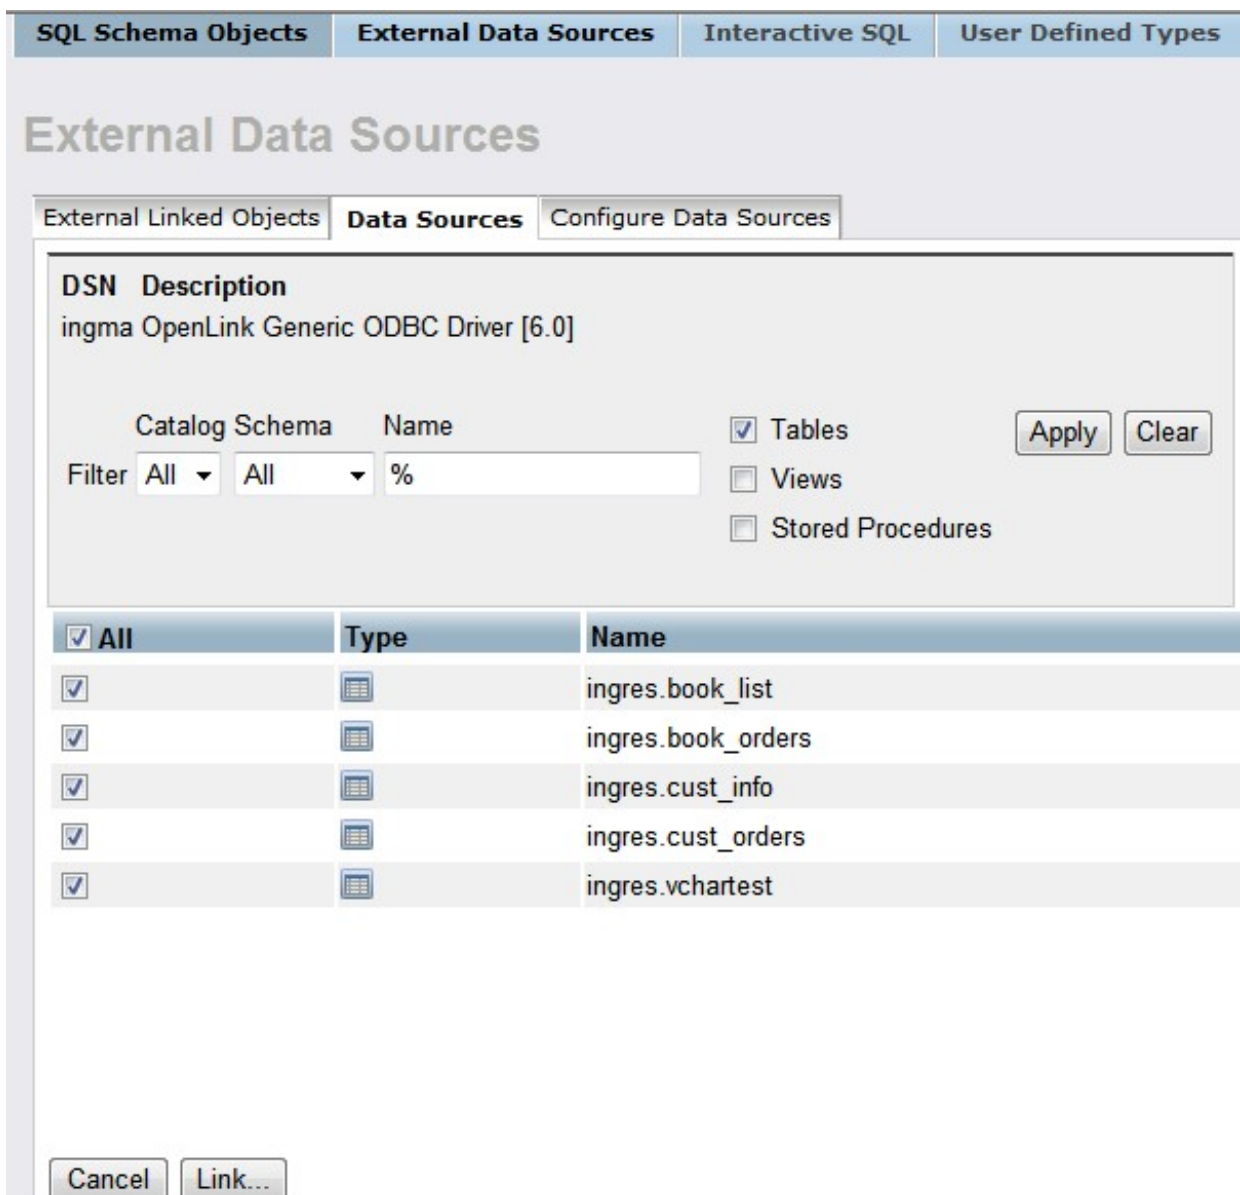 SQL Schema Objects External Data Sources Interactive SQL User Defined Types
External Data Sources
External Linked Objects Data Sources Configure Data Sources
DSN Description
ingma OpenLink Generic ODBC Driver [6.0]
Catalog Schema Name Tables Apply Clear
Filter All All % Views
Stored Procedures
All Type Name
ingres.book_list
ingres.book_orders
ingres.cust_info
ingres.cust_orders
ingres.vchartest
Cancel Link...